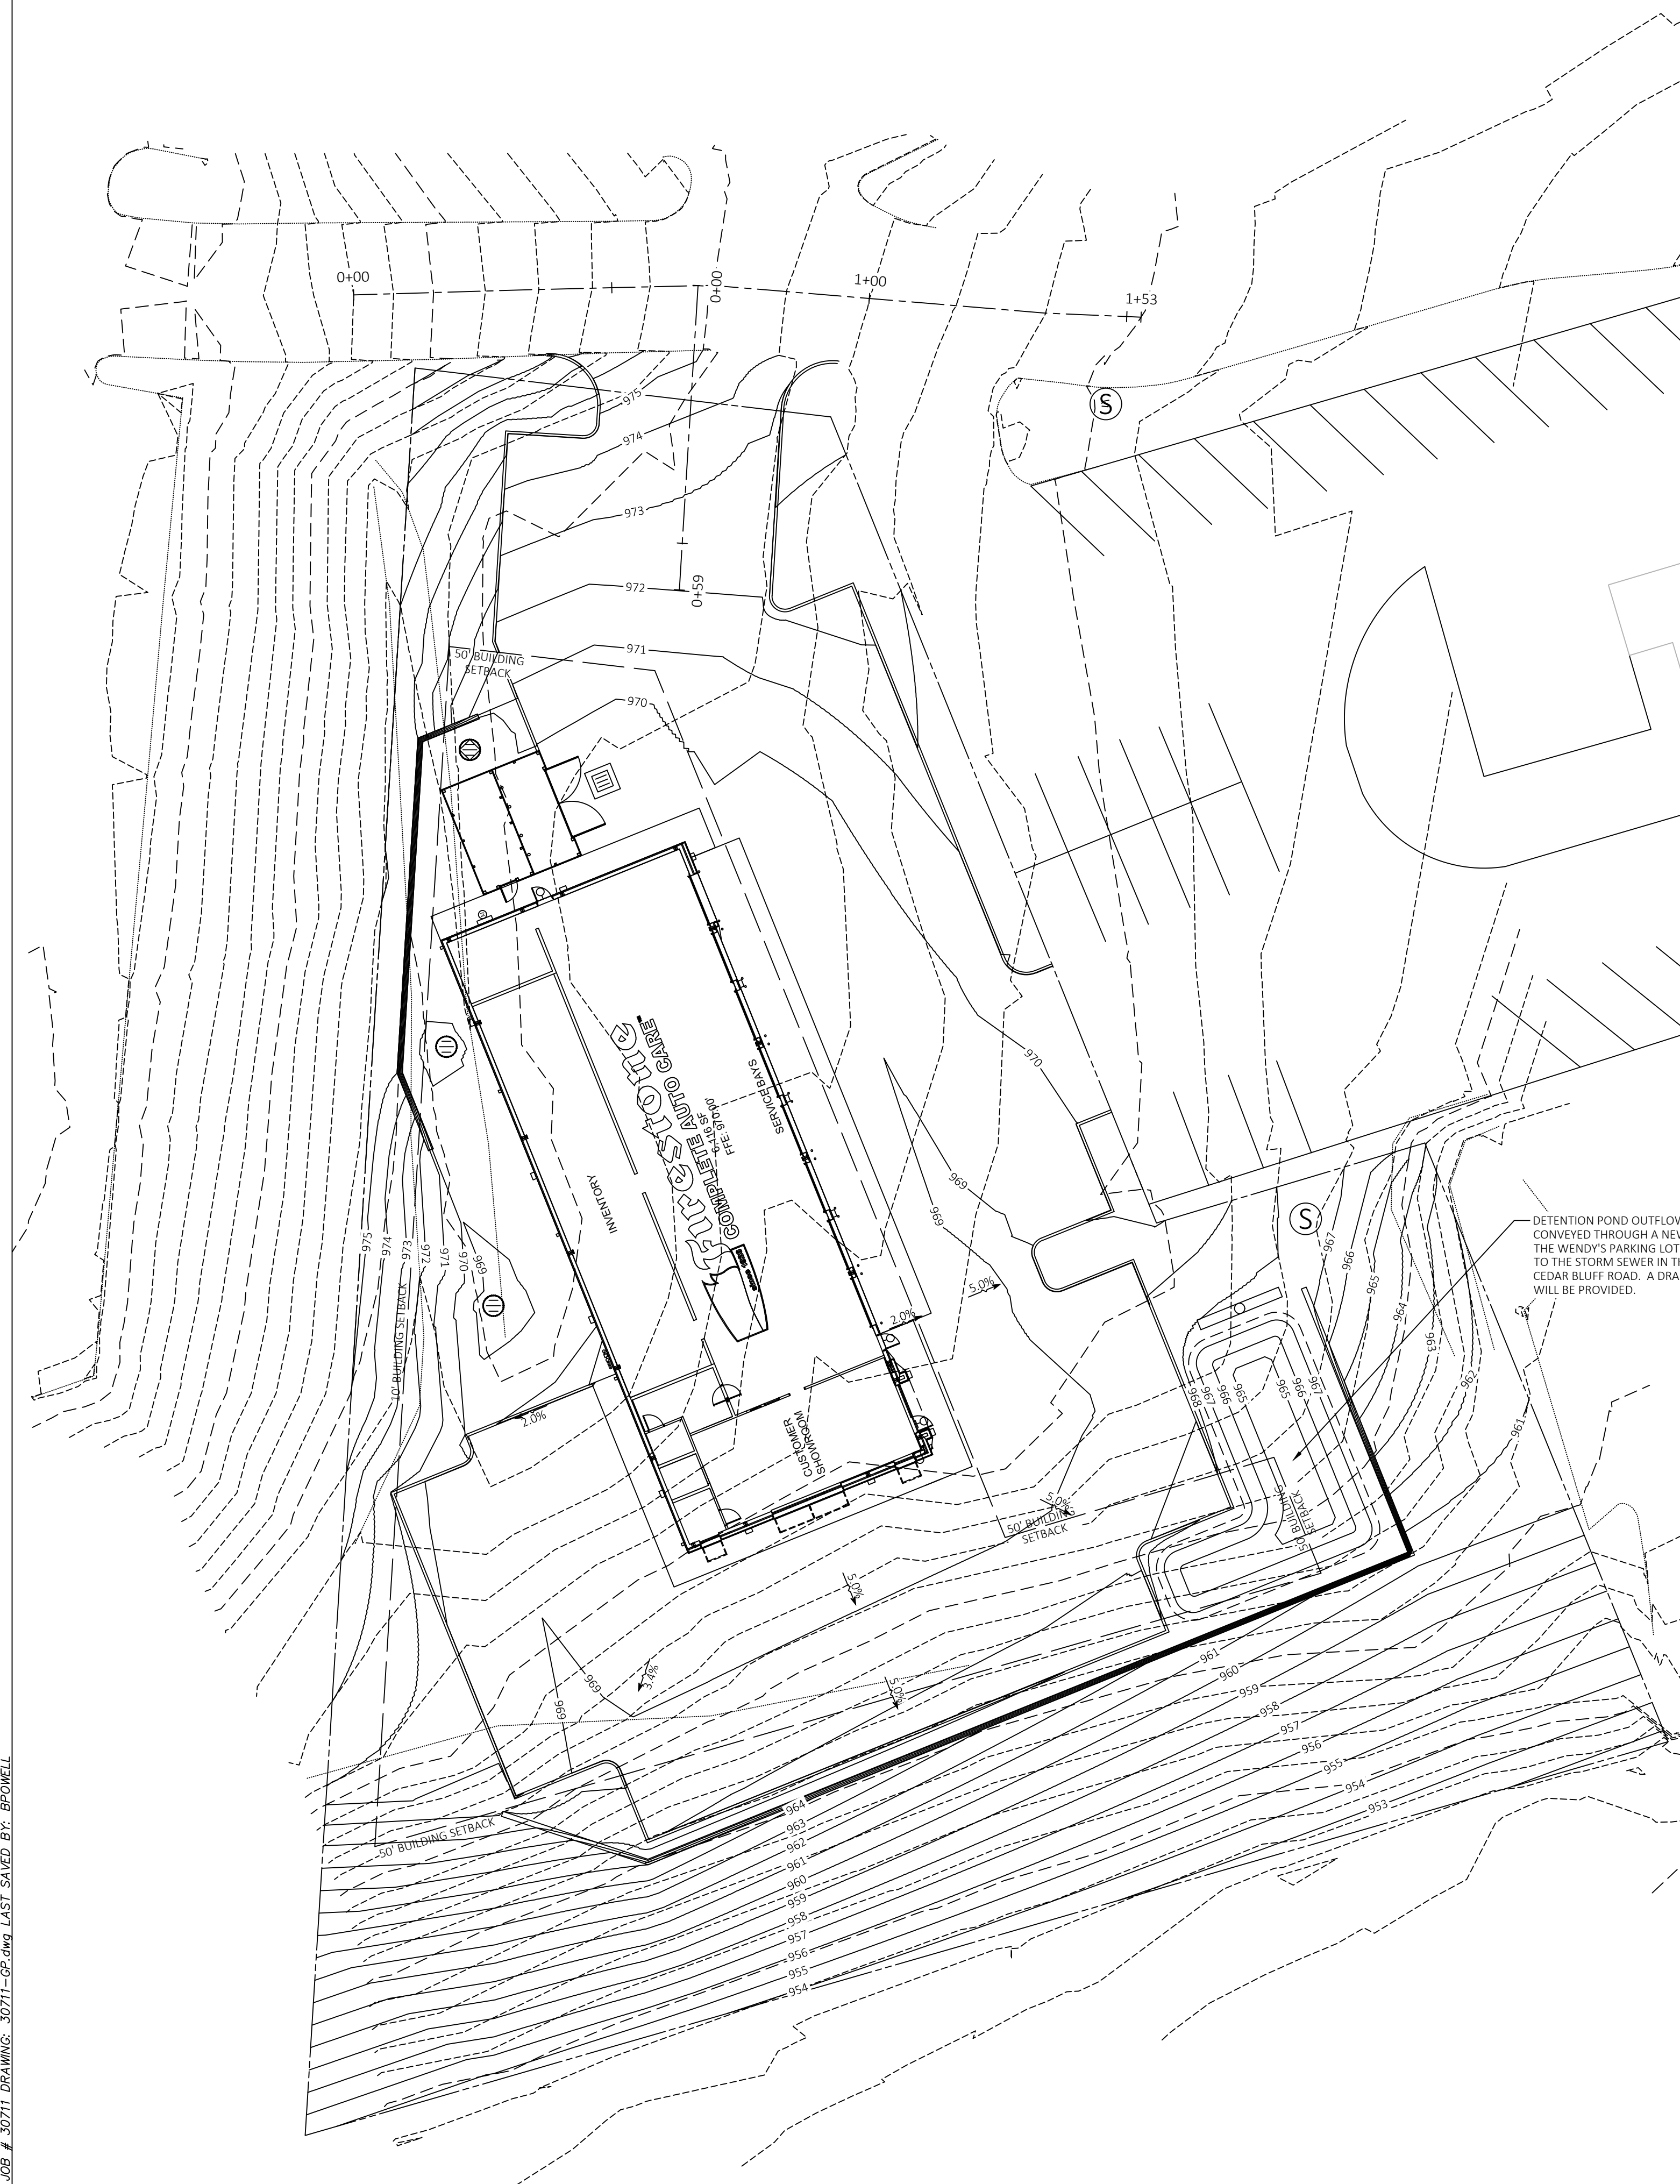 0+00
0+00
1+00
1+53
S
975
974
973
972
0+59
971
50' BUILDING
SETBACK
970
970
Firestone
COMPLETE AUTO CARE
6,116 SF
FFE: 970.00'
SERVICE BAYS
INVENTORY
CUSTOMER
SHOWROOM
969
969
5.0%
2.0%
975
974
973
972
971
970
969
10' BUILDING SETBACK
2.0%
S
967
966
965
964
963
962
961
DETENTION POND OUTFLOW
CONVEYED THROUGH A NEW
THE WENDY'S PARKING LOT
TO THE STORM SEWER IN TH
CEDAR BLUFF ROAD. A DRA
WILL BE PROVIDED.
968
967
966
965
965
966
967
50' BUILDING
SETBACK
5.0%
50' BUILDING
SETBACK
5.0%
3.4%
5.0%
969
969
50' BUILDING SETBACK
961
960
959
958
957
956
955
954
953
964
963
962
961
960
959
958
957
956
955
954
JOB # 30711 DRAWING: 30711-GP.dwg LAST SAVED BY: BPOWELL